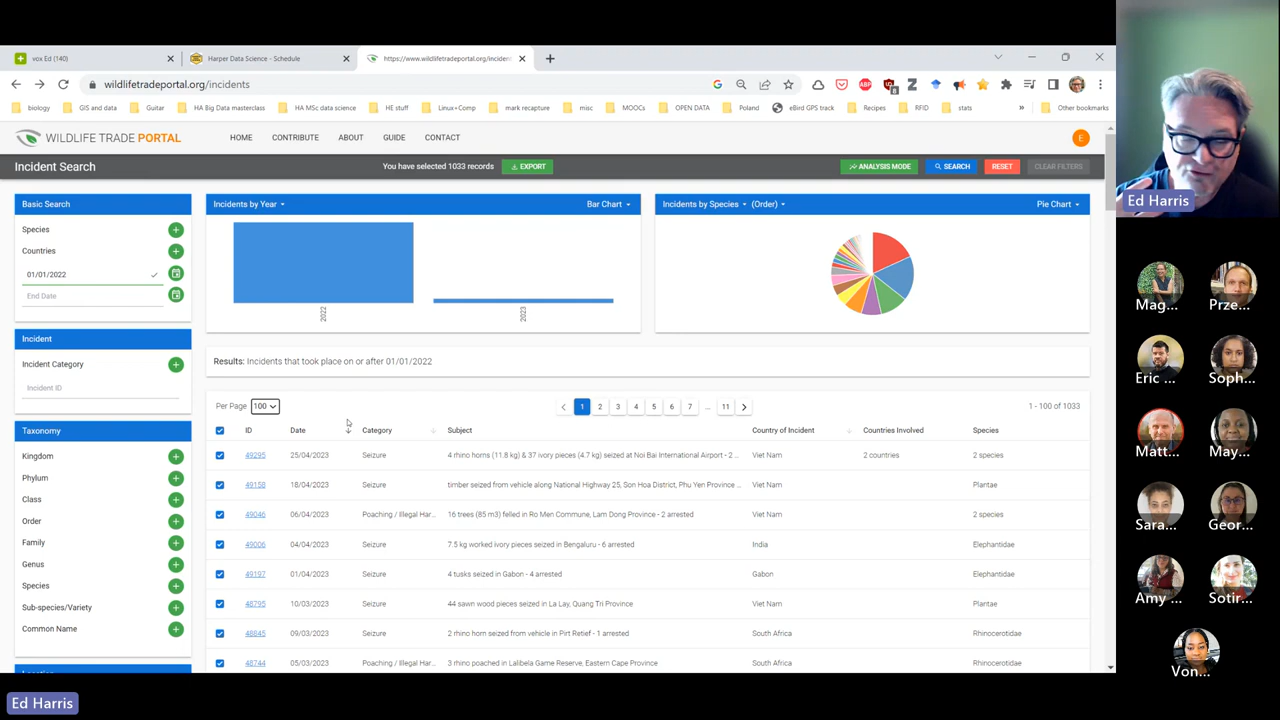 vox Ed (140)
Harper Data Science - Schedule
https://www.wildlifetradeportal.org/inciden
wildlifetradeportal.org/incidents
biology
GIS and data
Guitar
HA Big Data masterclass
HA MSc data science
HE stuff
Linux+Comp
mark recapture
misc
MOOCs
OPEN DATA
Poland
eBird GPS track
Recipes
RFID
stats
»
Other bookmarks
WILDLIFE TRADE PORTAL
HOME
CONTRIBUTE
ABOUT
GUIDE
CONTACT
E
Incident Search
You have selected 1033 records
EXPORT
ANALYSIS MODE
SEARCH
RESET
CLEAR FILTERS
Basic Search
Species
Countries
01/01/2022
End Date
Incident
Incident Category
Incident ID
Taxonomy
Kingdom
Phylum
Class
Order
Family
Genus
Species
Sub-species/Variety
Common Name
Incidents by Year
Bar Chart
2022
2023
Incidents by Species
(Order)
Pie Chart
Results: Incidents that took place on or after 01/01/2022
Per Page 100
1 2 3 4 5 6 7 ... 11
1 - 100 of 1033
ID Date Category Subject Country of Incident Countries Involved Species
49295 25/04/2023 Seizure 4 rhino horns (11.8 kg) & 37 ivory pieces (4.7 kg) seized at Noi Bai International Airport - 2 ... Viet Nam 2 countries 2 species
49158 18/04/2023 Seizure timber seized from vehicle along National Highway 25, Son Hoa District, Phu Yen Province ... Viet Nam Plantae
49046 06/04/2023 Poaching / Illegal Har... 16 trees (85 m3) felled in Ro Men Commune, Lam Dong Province - 2 arrested Viet Nam 2 species
49006 04/04/2023 Seizure 7.5 kg worked ivory pieces seized in Bengaluru - 6 arrested India Elephantidae
49197 01/04/2023 Seizure 4 tusks seized in Gabon - 4 arrested Gabon Elephantidae
48795 10/03/2023 Seizure 44 sawn wood pieces seized in La Lay, Quang Tri Province Viet Nam Plantae
48845 09/03/2023 Seizure 2 rhino horn seized from vehicle in Pirt Retief - 1 arrested South Africa Rhinocerotidae
48744 05/03/2023 Poaching / Illegal Har... 3 rhino poached in Lalibela Game Reserve, Eastern Cape Province South Africa Rhinocerotidae
Ed Harris
Mag...
Prze...
Eric ...
Soph...
Matt...
May...
Sara...
Geor...
Amy ...
Sotir...
Von...
Ed Harris